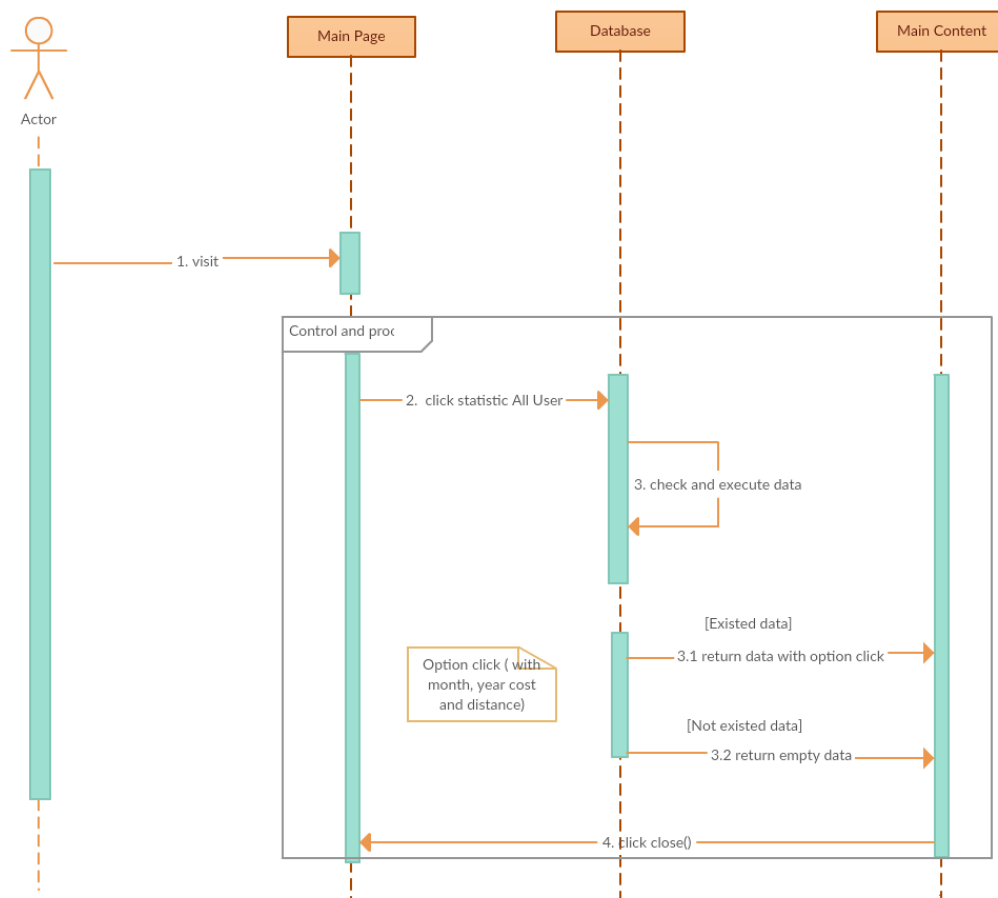 Main Page
Database
Main Content
Actor
1. visit
Control and proc
2. click statistic All User
3. check and execute data
[Existed data]
3.1 return data with option click
Option click ( with
month, year cost
and distance)
[Not existed data]
3.2 return empty data
4. click close()